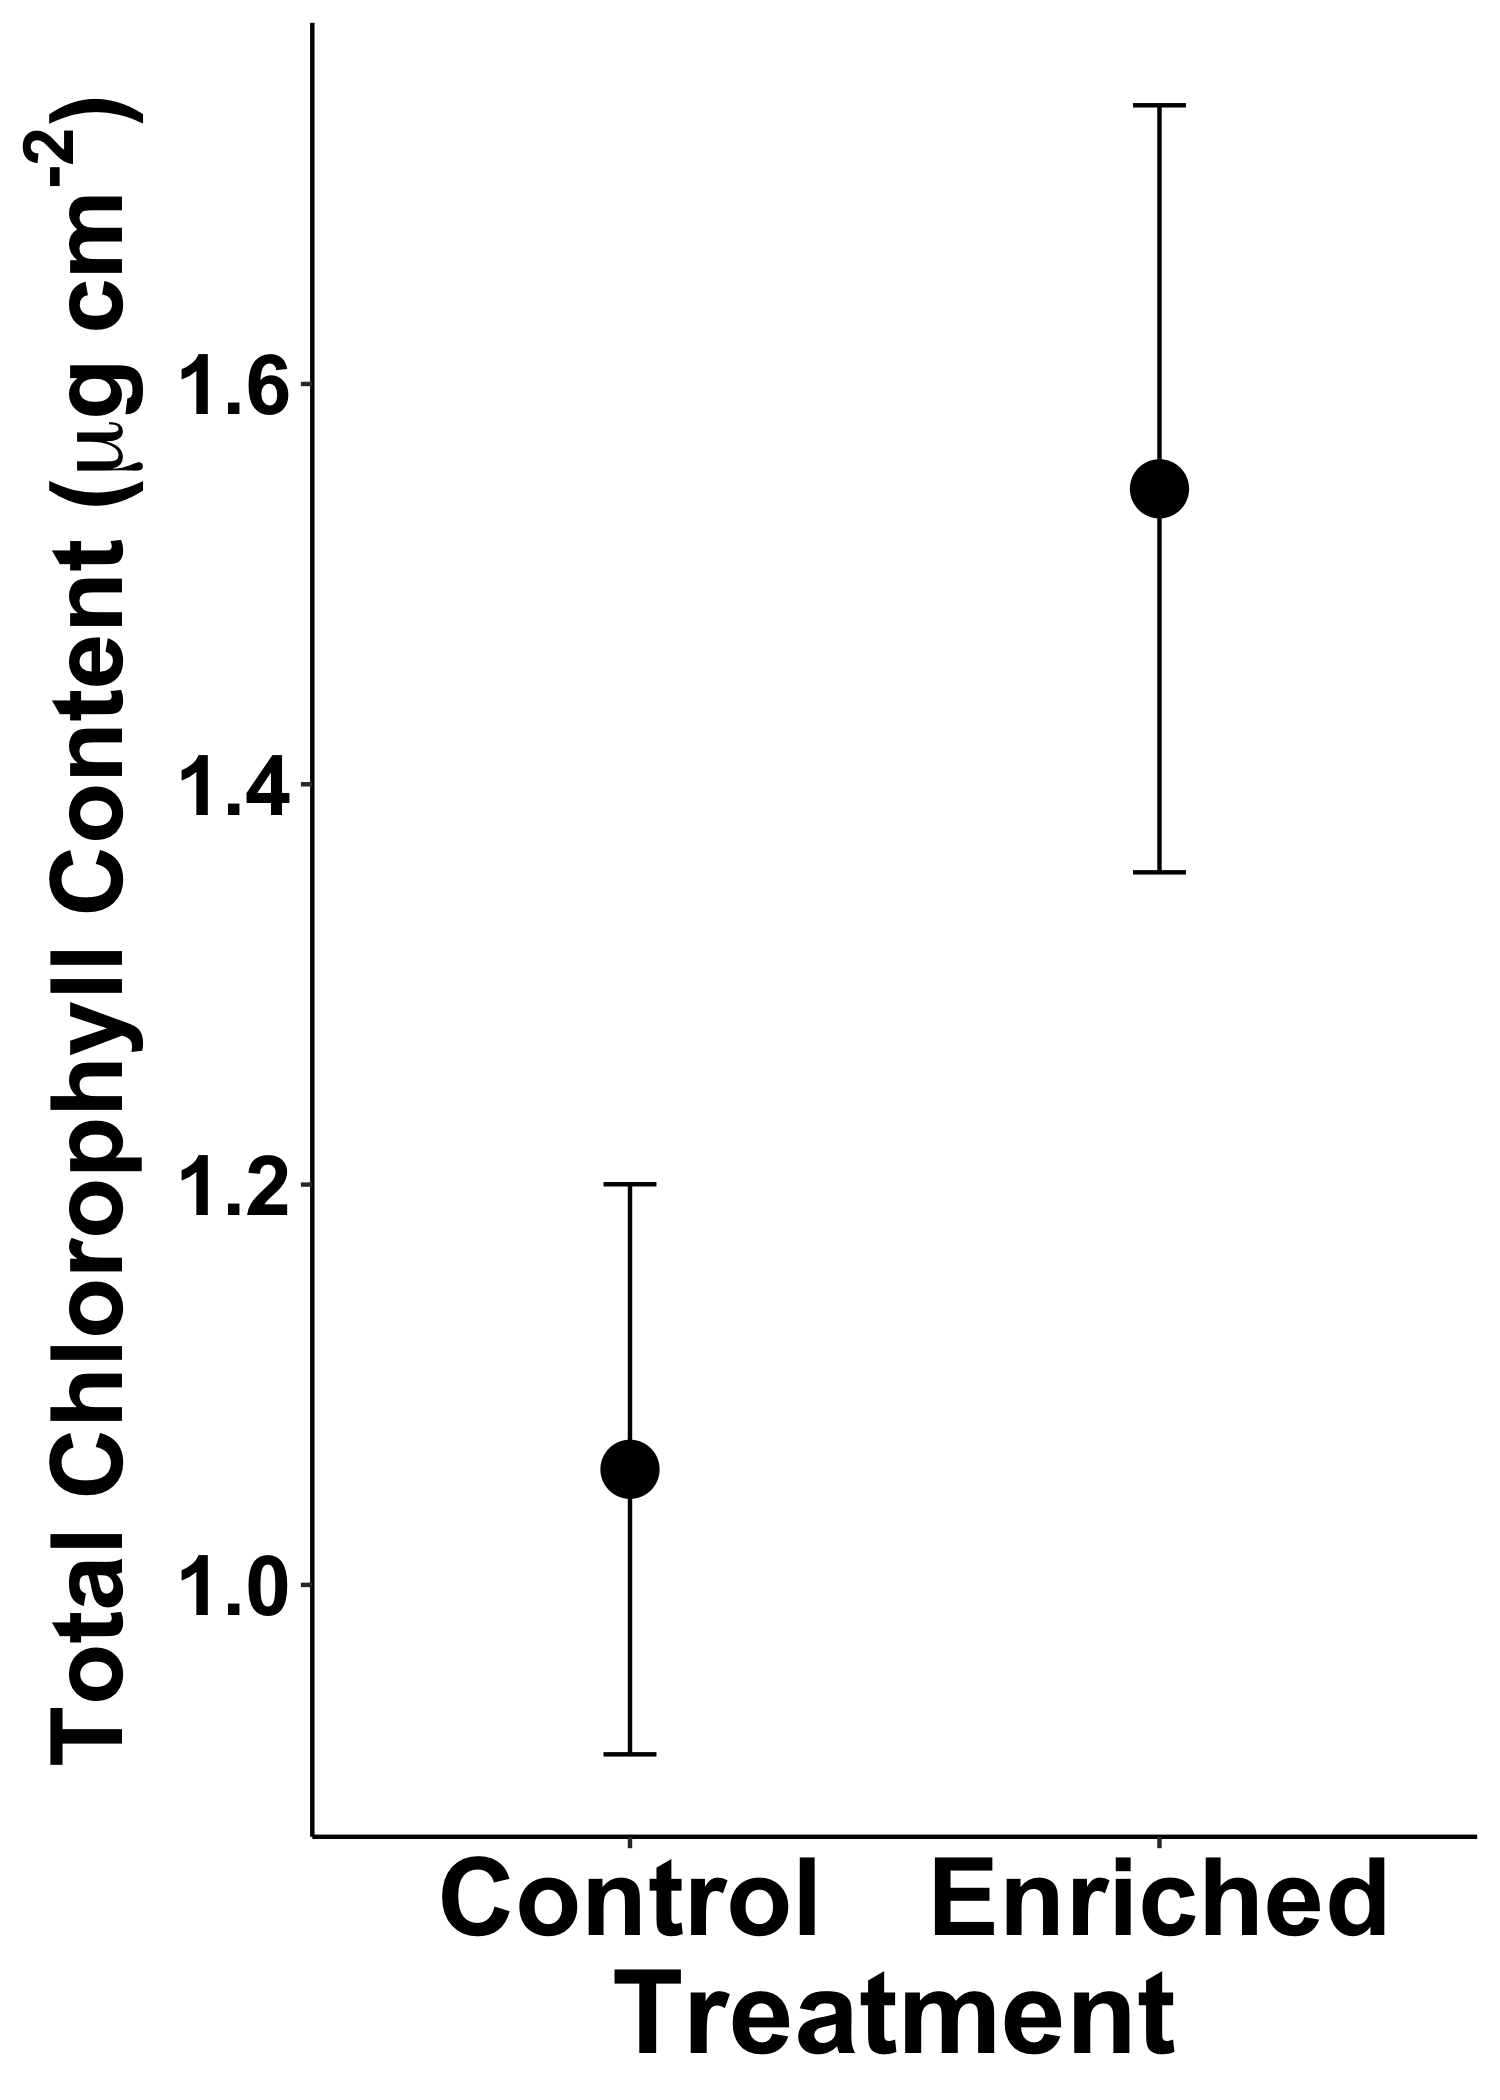 Total Chlorophyll Content (μg cm⁻²)
1.6
1.4
1.2
1.0
Control Enriched
Treatment